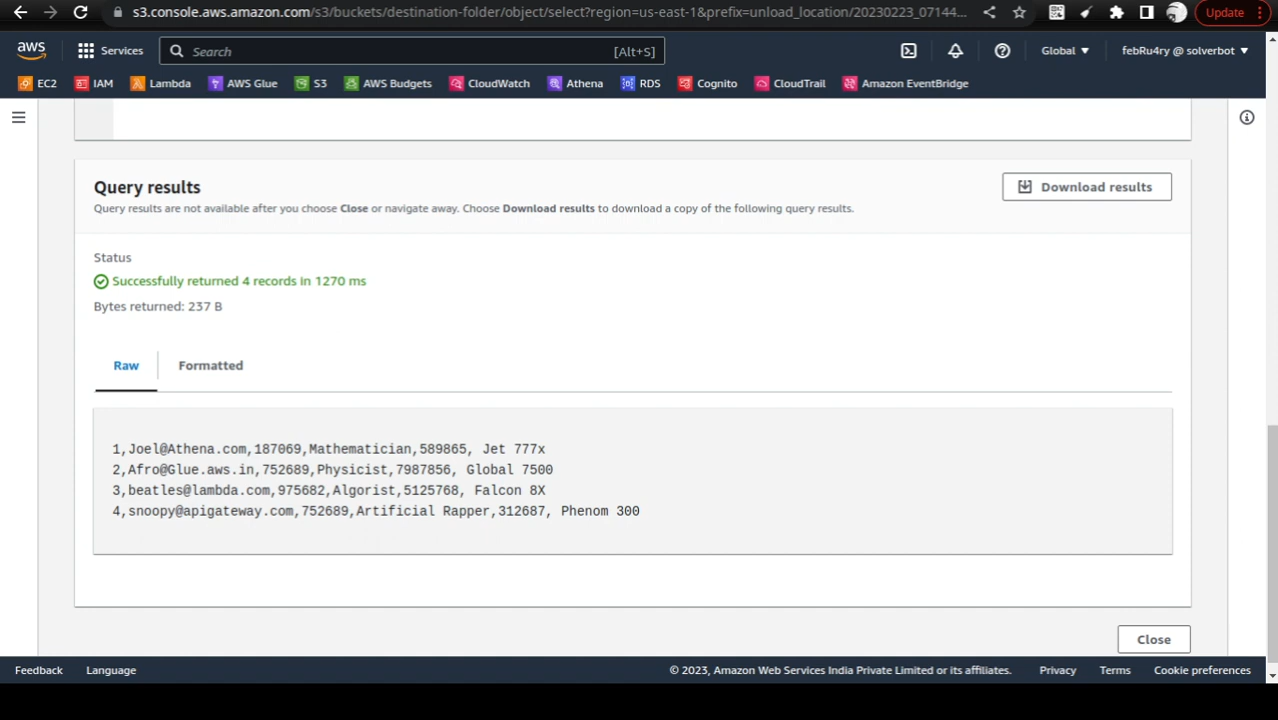 s3.console.aws.amazon.com/s3/buckets/destination-folder/object/select?region=us-east-1&prefix=unload_location/20230223_07144...
Update
aws
Services
Search
[Alt+S]
Global
febRu4ry @ solverbot
EC2
IAM
Lambda
AWS Glue
S3
AWS Budgets
CloudWatch
Athena
RDS
Cognito
CloudTrail
Amazon EventBridge
Query results
Download results
Query results are not available after you choose Close or navigate away. Choose Download results to download a copy of the following query results.
Status
Successfully returned 4 records in 1270 ms
Bytes returned: 237 B
Raw
Formatted
1,Joel@Athena.com,187069,Mathematician,589865, Jet 777x
2,Afro@Glue.aws.in,752689,Physicist,7987856, Global 7500
3,beatles@lambda.com,975682,Algorist,5125768, Falcon 8X
4,snoopy@apigateway.com,752689,Artificial Rapper,312687, Phenom 300
Close
Feedback
Language
© 2023, Amazon Web Services India Private Limited or its affiliates.
Privacy
Terms
Cookie preferences